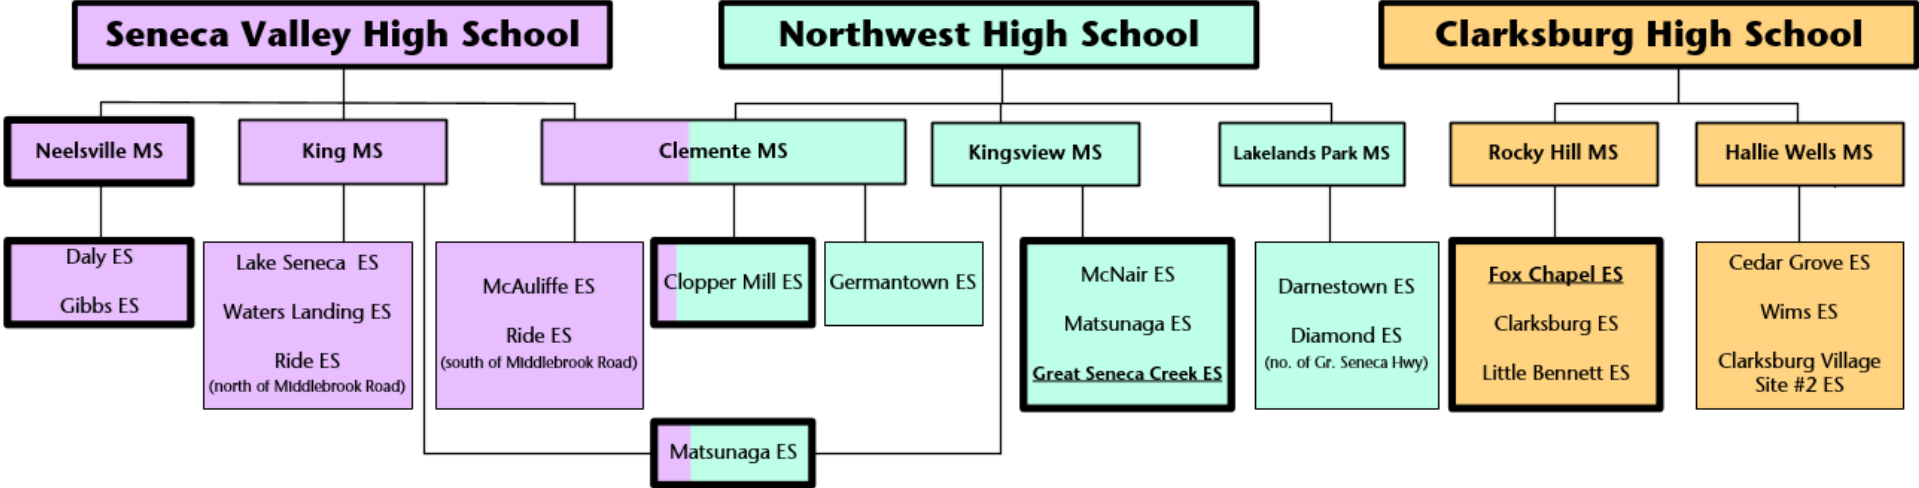 Seneca Valley High School
Northwest High School
Clarksburg High School
Neelsville MS
King MS
Clemente MS
Kingsview MS
Lakelands Park MS
Rocky Hill MS
Hallie Wells MS
Daly ES
Gibbs ES
Lake Seneca ES
Waters Landing ES
Ride ES
(north of Middlebrook Road)
McAuliffe ES
Ride ES
(south of Middlebrook Road)
Clopper Mill ES
Germantown ES
McNair ES
Matsunaga ES
Great Seneca Creek ES
Darnestown ES
Diamond ES
(no. of Gr. Seneca Hwy)
Fox Chapel ES
Clarksburg ES
Little Bennett ES
Cedar Grove ES
Wims ES
Clarksburg Village
Site #2 ES
Matsunaga ES